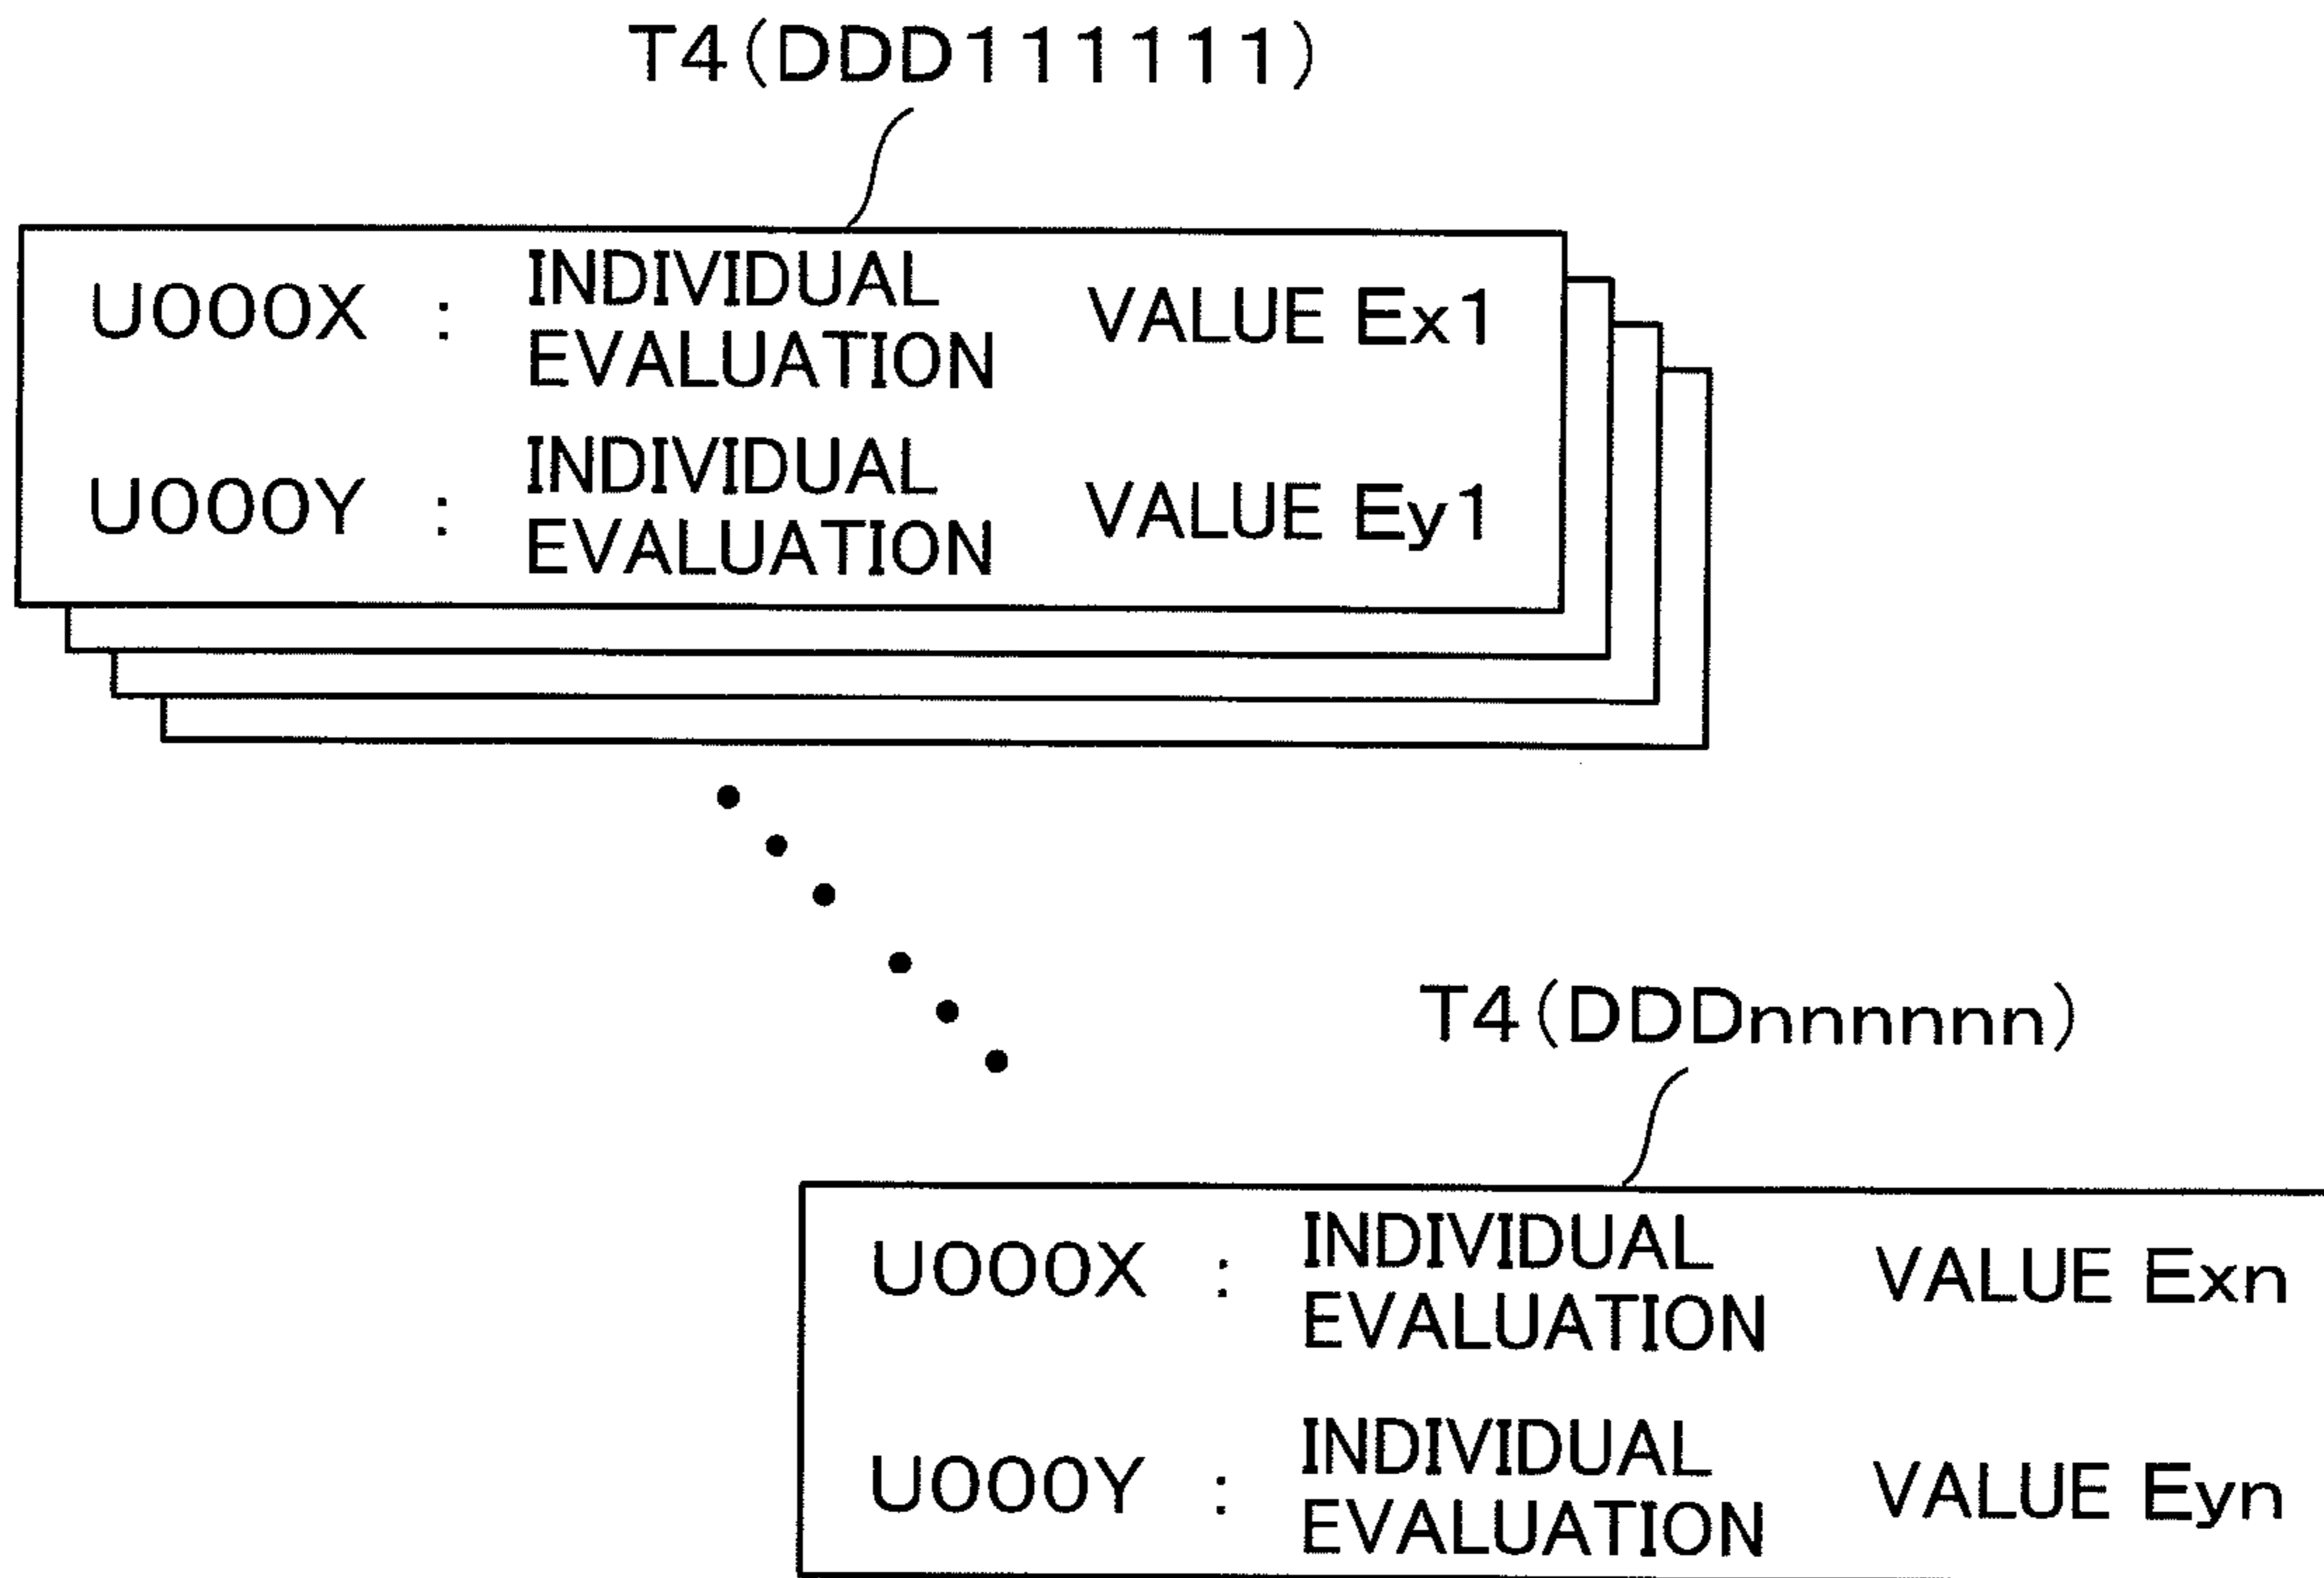 T4(DDD111111)
U000X : INDIVIDUAL EVALUATION VALUE Ex1
U000Y : INDIVIDUAL EVALUATION VALUE Ey1
T4(DDDnnnnnn)
U000X : INDIVIDUAL EVALUATION VALUE Exn
U000Y : INDIVIDUAL EVALUATION VALUE Eyn